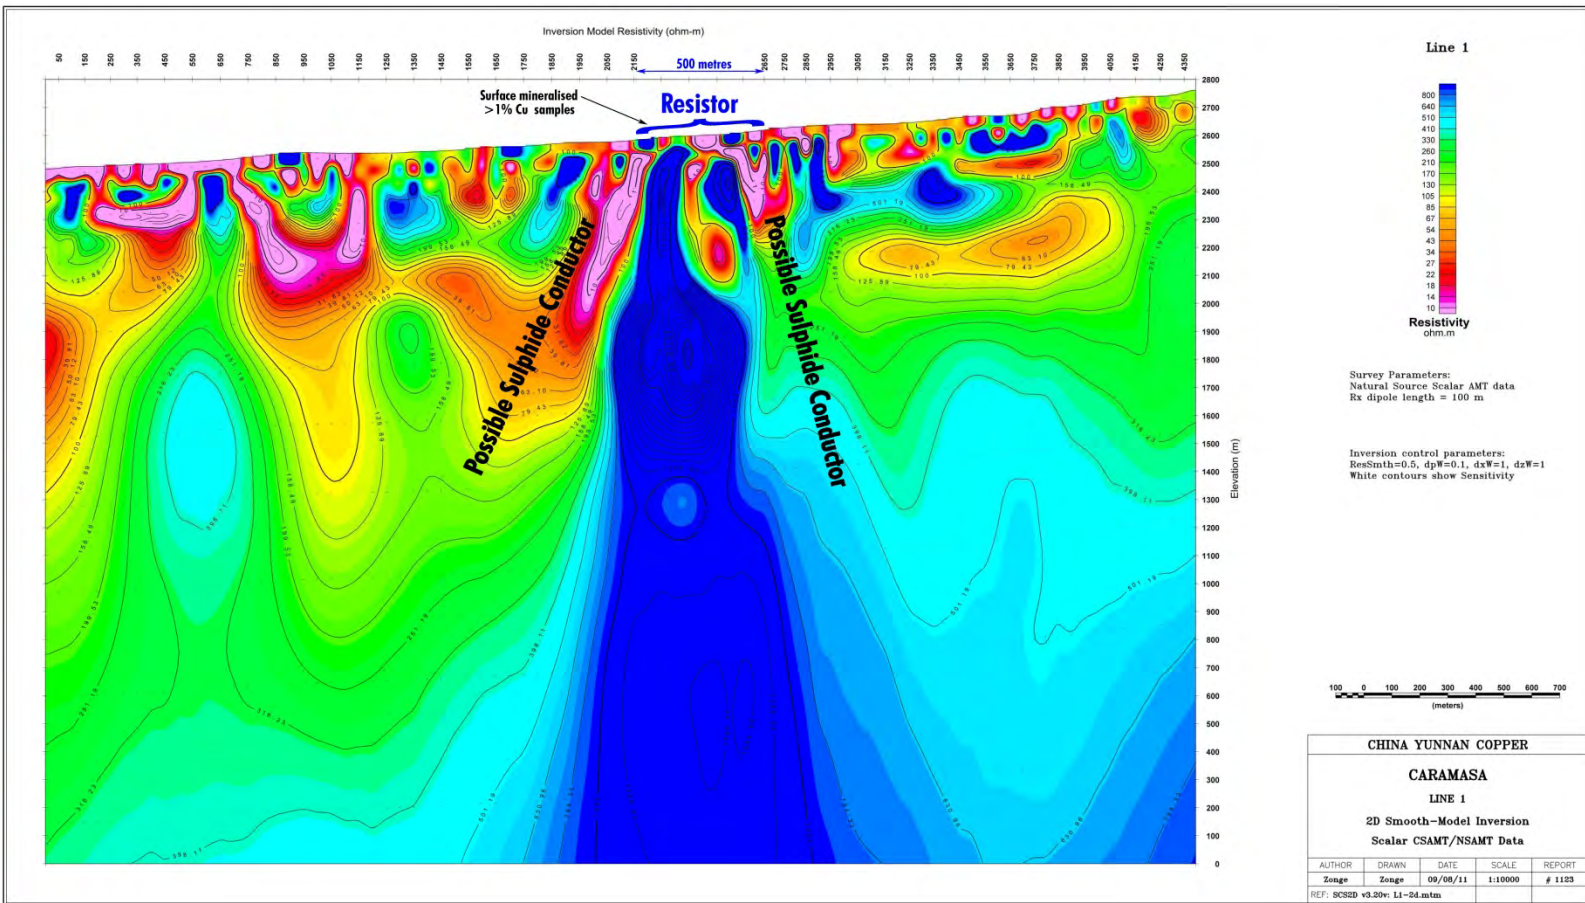 Inversion Model Resistivity (ohm-m)
50 150 250 350 450 550 650 750 850 950 1050 1150 1250 1350 1450 1550 1650 1750 1850 1950 2050 2150 2650 2750 2850 2950 3050 3150 3250 3350 3450 3550 3650 3750 3850 3950 4050 4150 4250 4350
500 metres
Surface mineralised
>1% Cu samples
Resistor
Possible Sulphide Conductor
Possible Sulphide Conductor
2800
2700
2600
2500
2400
2300
2200
2100
2000
1900
1800
1700
1600
1500
1400
1300
1200
1100
1000
900
800
700
600
500
400
300
200
100
0
Elevation (m)
Line 1
800
640
510
410
330
260
210
170
130
105
85
67
54
43
34
27
22
18
14
10
Resistivity
ohm.m
Survey Parameters:
Natural Source Scalar AMT data
Rx dipole length = 100 m
Inversion control parameters:
ResSmth=0.5, dpW=0.1, dxW=1, dzW=1
White contours show Sensitivity
100 0 100 200 300 400 500 600 700
(meters)
CHINA YUNNAN COPPER
CARAMASA
LINE 1
2D Smooth-Model Inversion
Scalar CSAMT/NSAMT Data
AUTHOR DRAWN DATE SCALE REPORT
Zonge Zonge 09/08/11 1:10000 # 1123
REF: SCS2D v3.20v: L1-2d.mtm